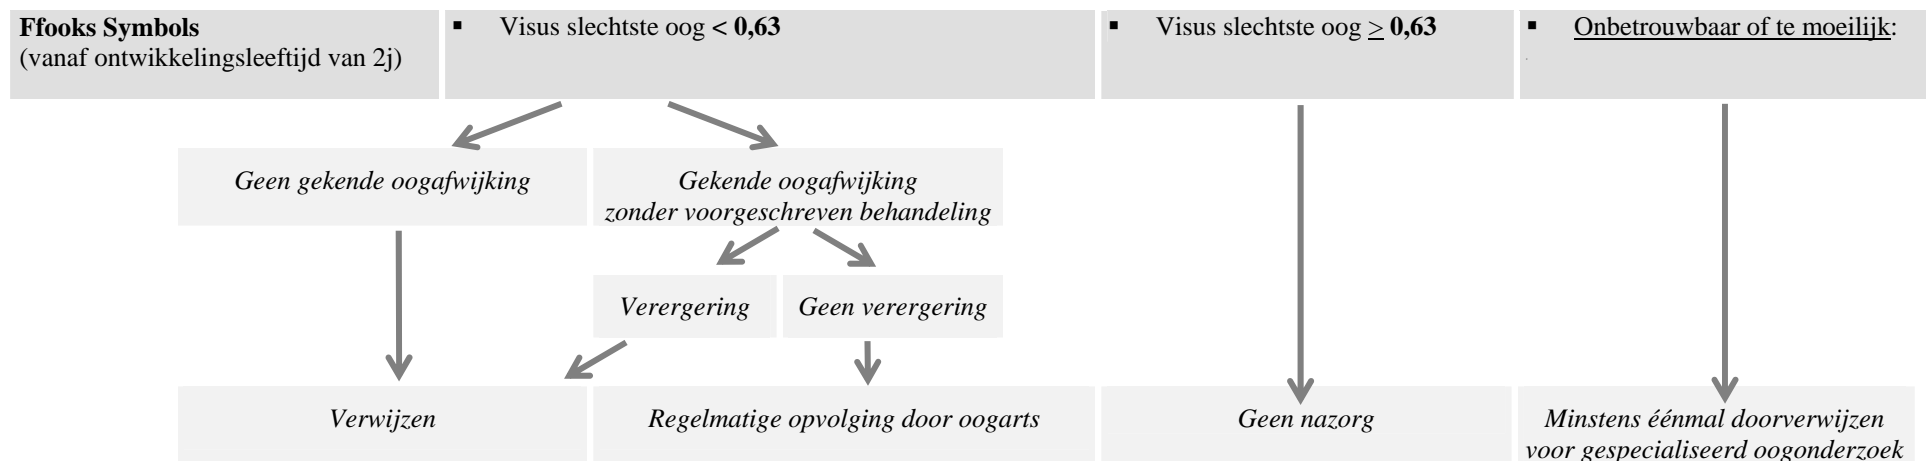 Ffooks Symbols
(vanaf ontwikkelingsleeftijd van 2j)
▪ Visus slechtste oog < 0,63
▪ Visus slechtste oog ≥ 0,63
▪ Onbetrouwbaar of te moeilijk:
Geen gekende oogafwijking
Gekende oogafwijking
zonder voorgeschreven behandeling
Verergering
Geen verergering
Verwijzen
Regelmatige opvolging door oogarts
Geen nazorg
Minstens éénmal doorverwijzen
voor gespecialiseerd oogonderzoek